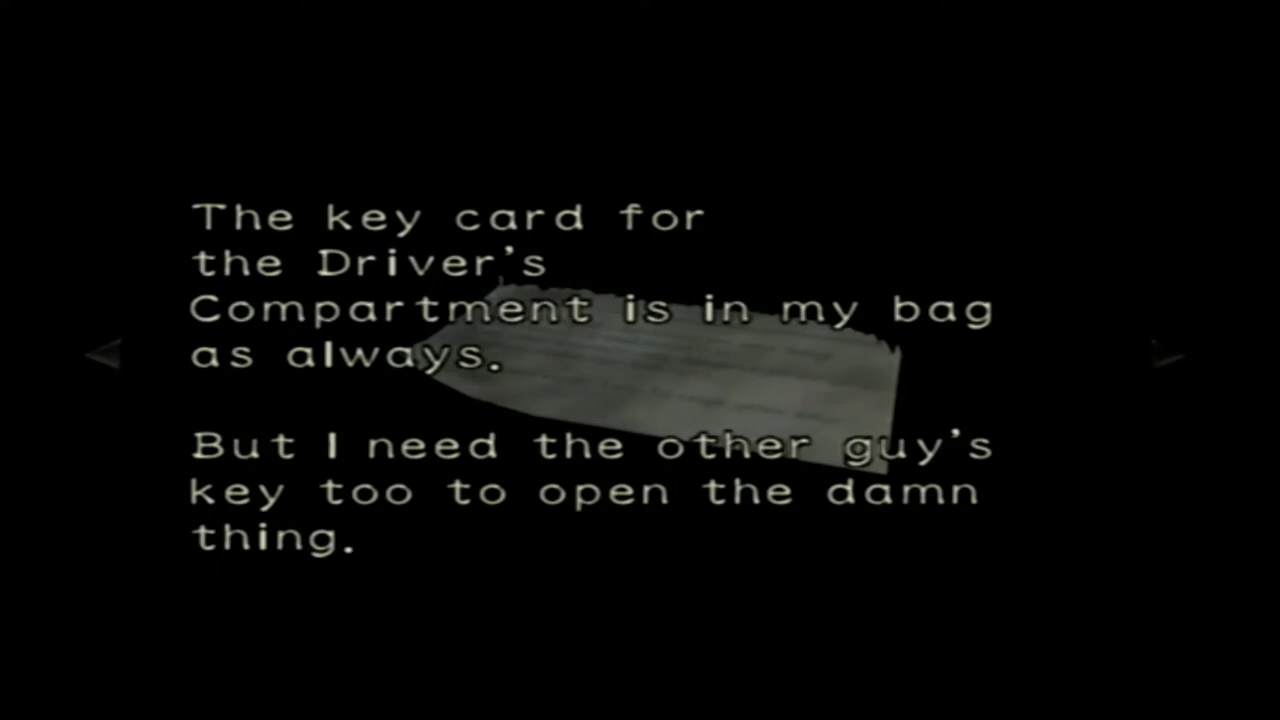 The key card for
the Driver's
Compartment is in my bag
as always.
But I need the other guy's
key too to open the damn
thing.